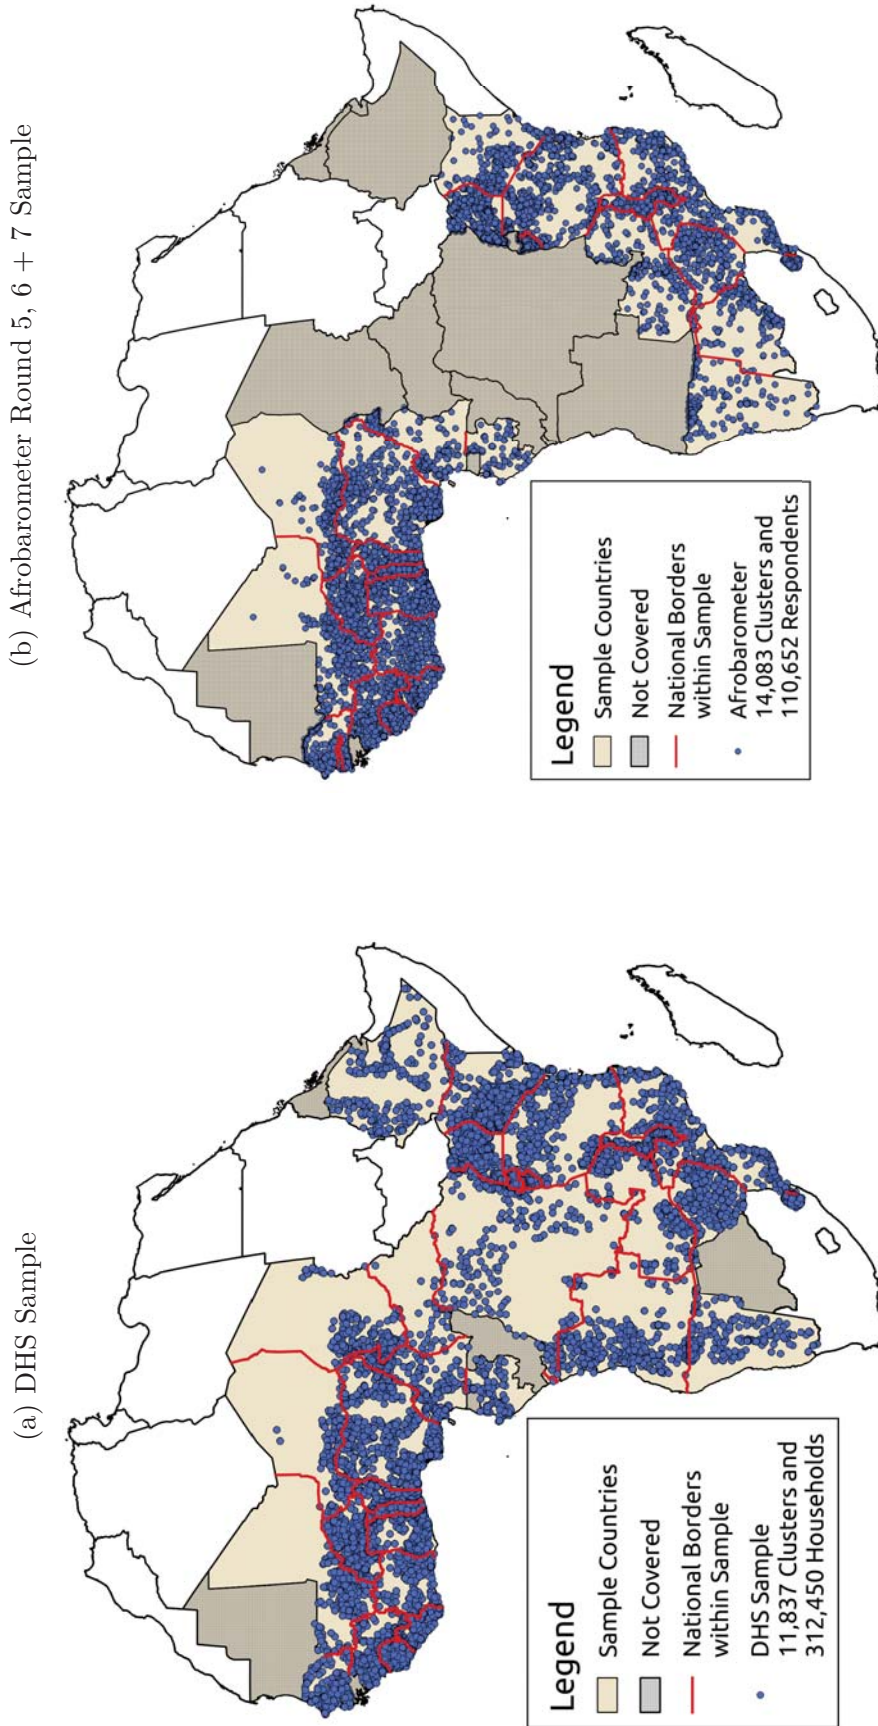 (a) DHS Sample
Legend
Sample Countries
Not Covered
National Borders
within Sample
DHS Sample
11,837 Clusters and
312,450 Households
(b) Afrobarometer Round 5, 6 + 7 Sample
Legend
Sample Countries
Not Covered
National Borders
within Sample
Afrobarometer
14,083 Clusters and
110,652 Respondents